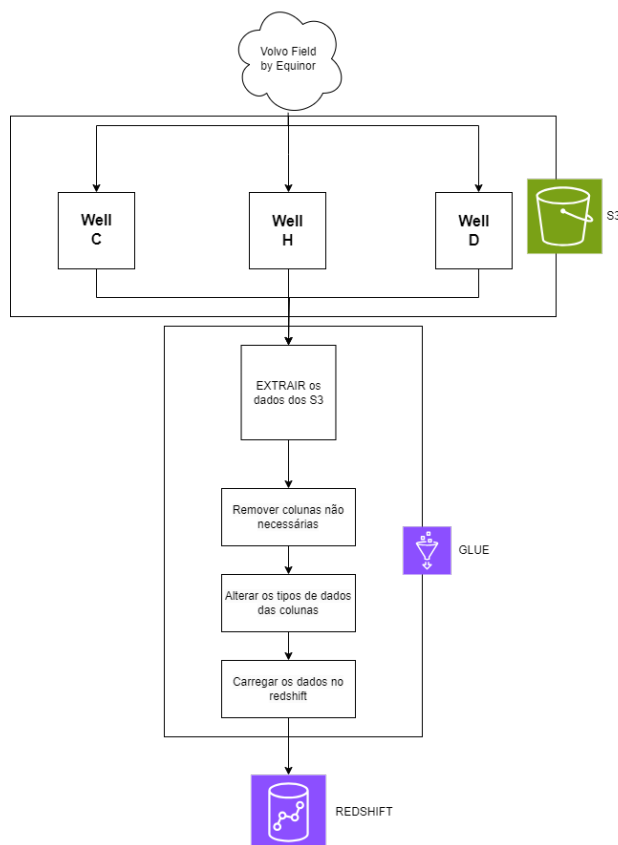 Volvo Field
by Equinor
Well
C
Well
H
Well
D
S3
EXTRAIR os
dados dos S3
Remover colunas não
necessárias
GLUE
Alterar os tipos de dados
das colunas
Carregar os dados no
redshift
REDSHIFT